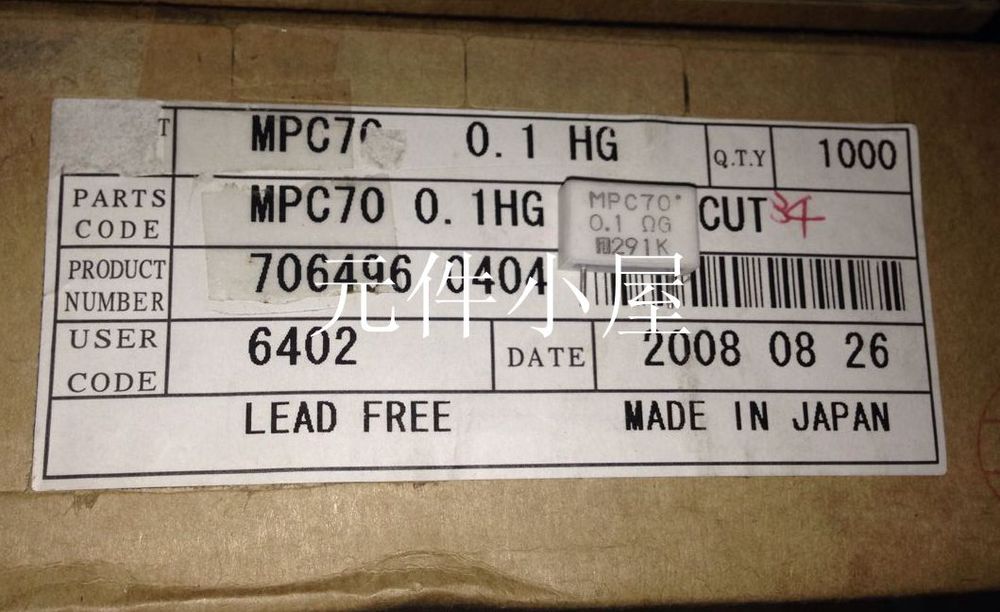 T MPC70 0.1 HG Q.T.Y 1000
PARTS CODE MPC70 0.1HG CUT 34
MPC70
0.1 ΩG
291K
PRODUCT NUMBER 706496 0404
元件小屋
USER CODE 6402 DATE 2008 08 26
LEAD FREE MADE IN JAPAN